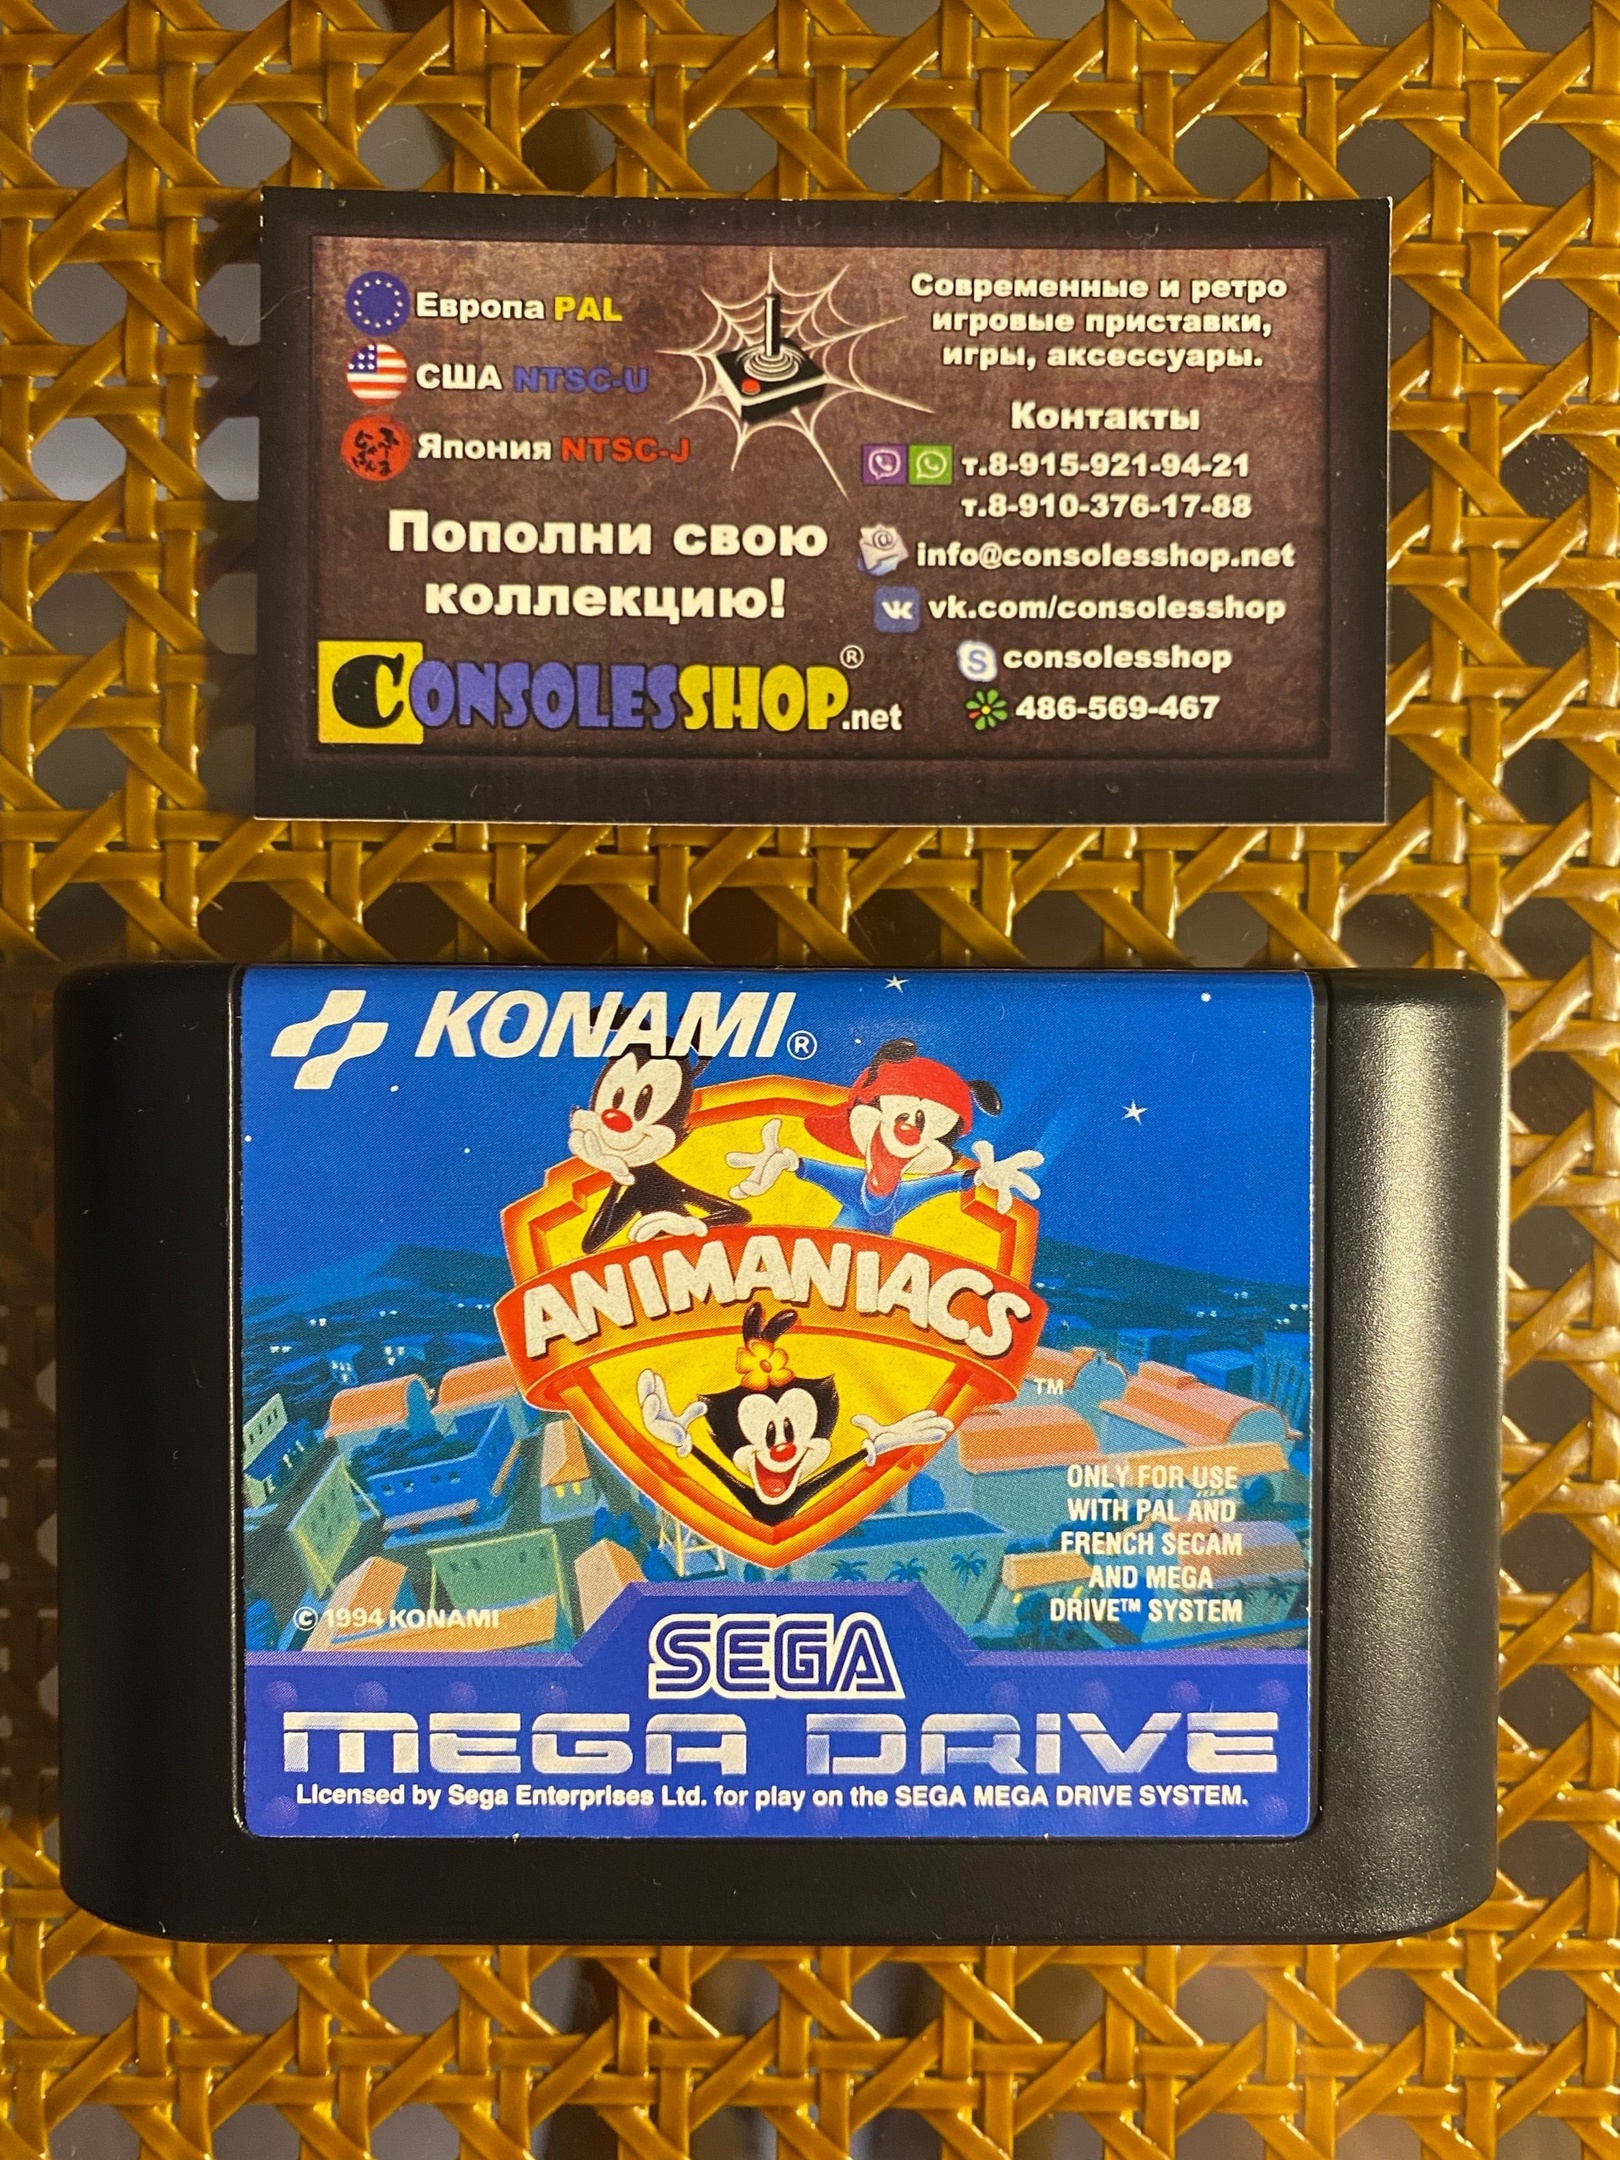 Европа PAL
США NTSC-U
Япония NTSC-J
Пополни свою
коллекцию!
CONSOLESSHOP®.net
Современные и ретро
игровые приставки,
игры, аксессуары.
Контакты
т.8-915-921-94-21
т.8-910-376-17-88
info@consolesshop.net
vk.com/consolesshop
consolesshop
486-569-467
KONAMI®
ANIMANIACS
TM
ONLY FOR USE
WITH PAL AND
FRENCH SECAM
AND MEGA
DRIVE™ SYSTEM
© 1994 KONAMI
SEGA
MEGA DRIVE
Licensed by Sega Enterprises Ltd. for play on the SEGA MEGA DRIVE SYSTEM.